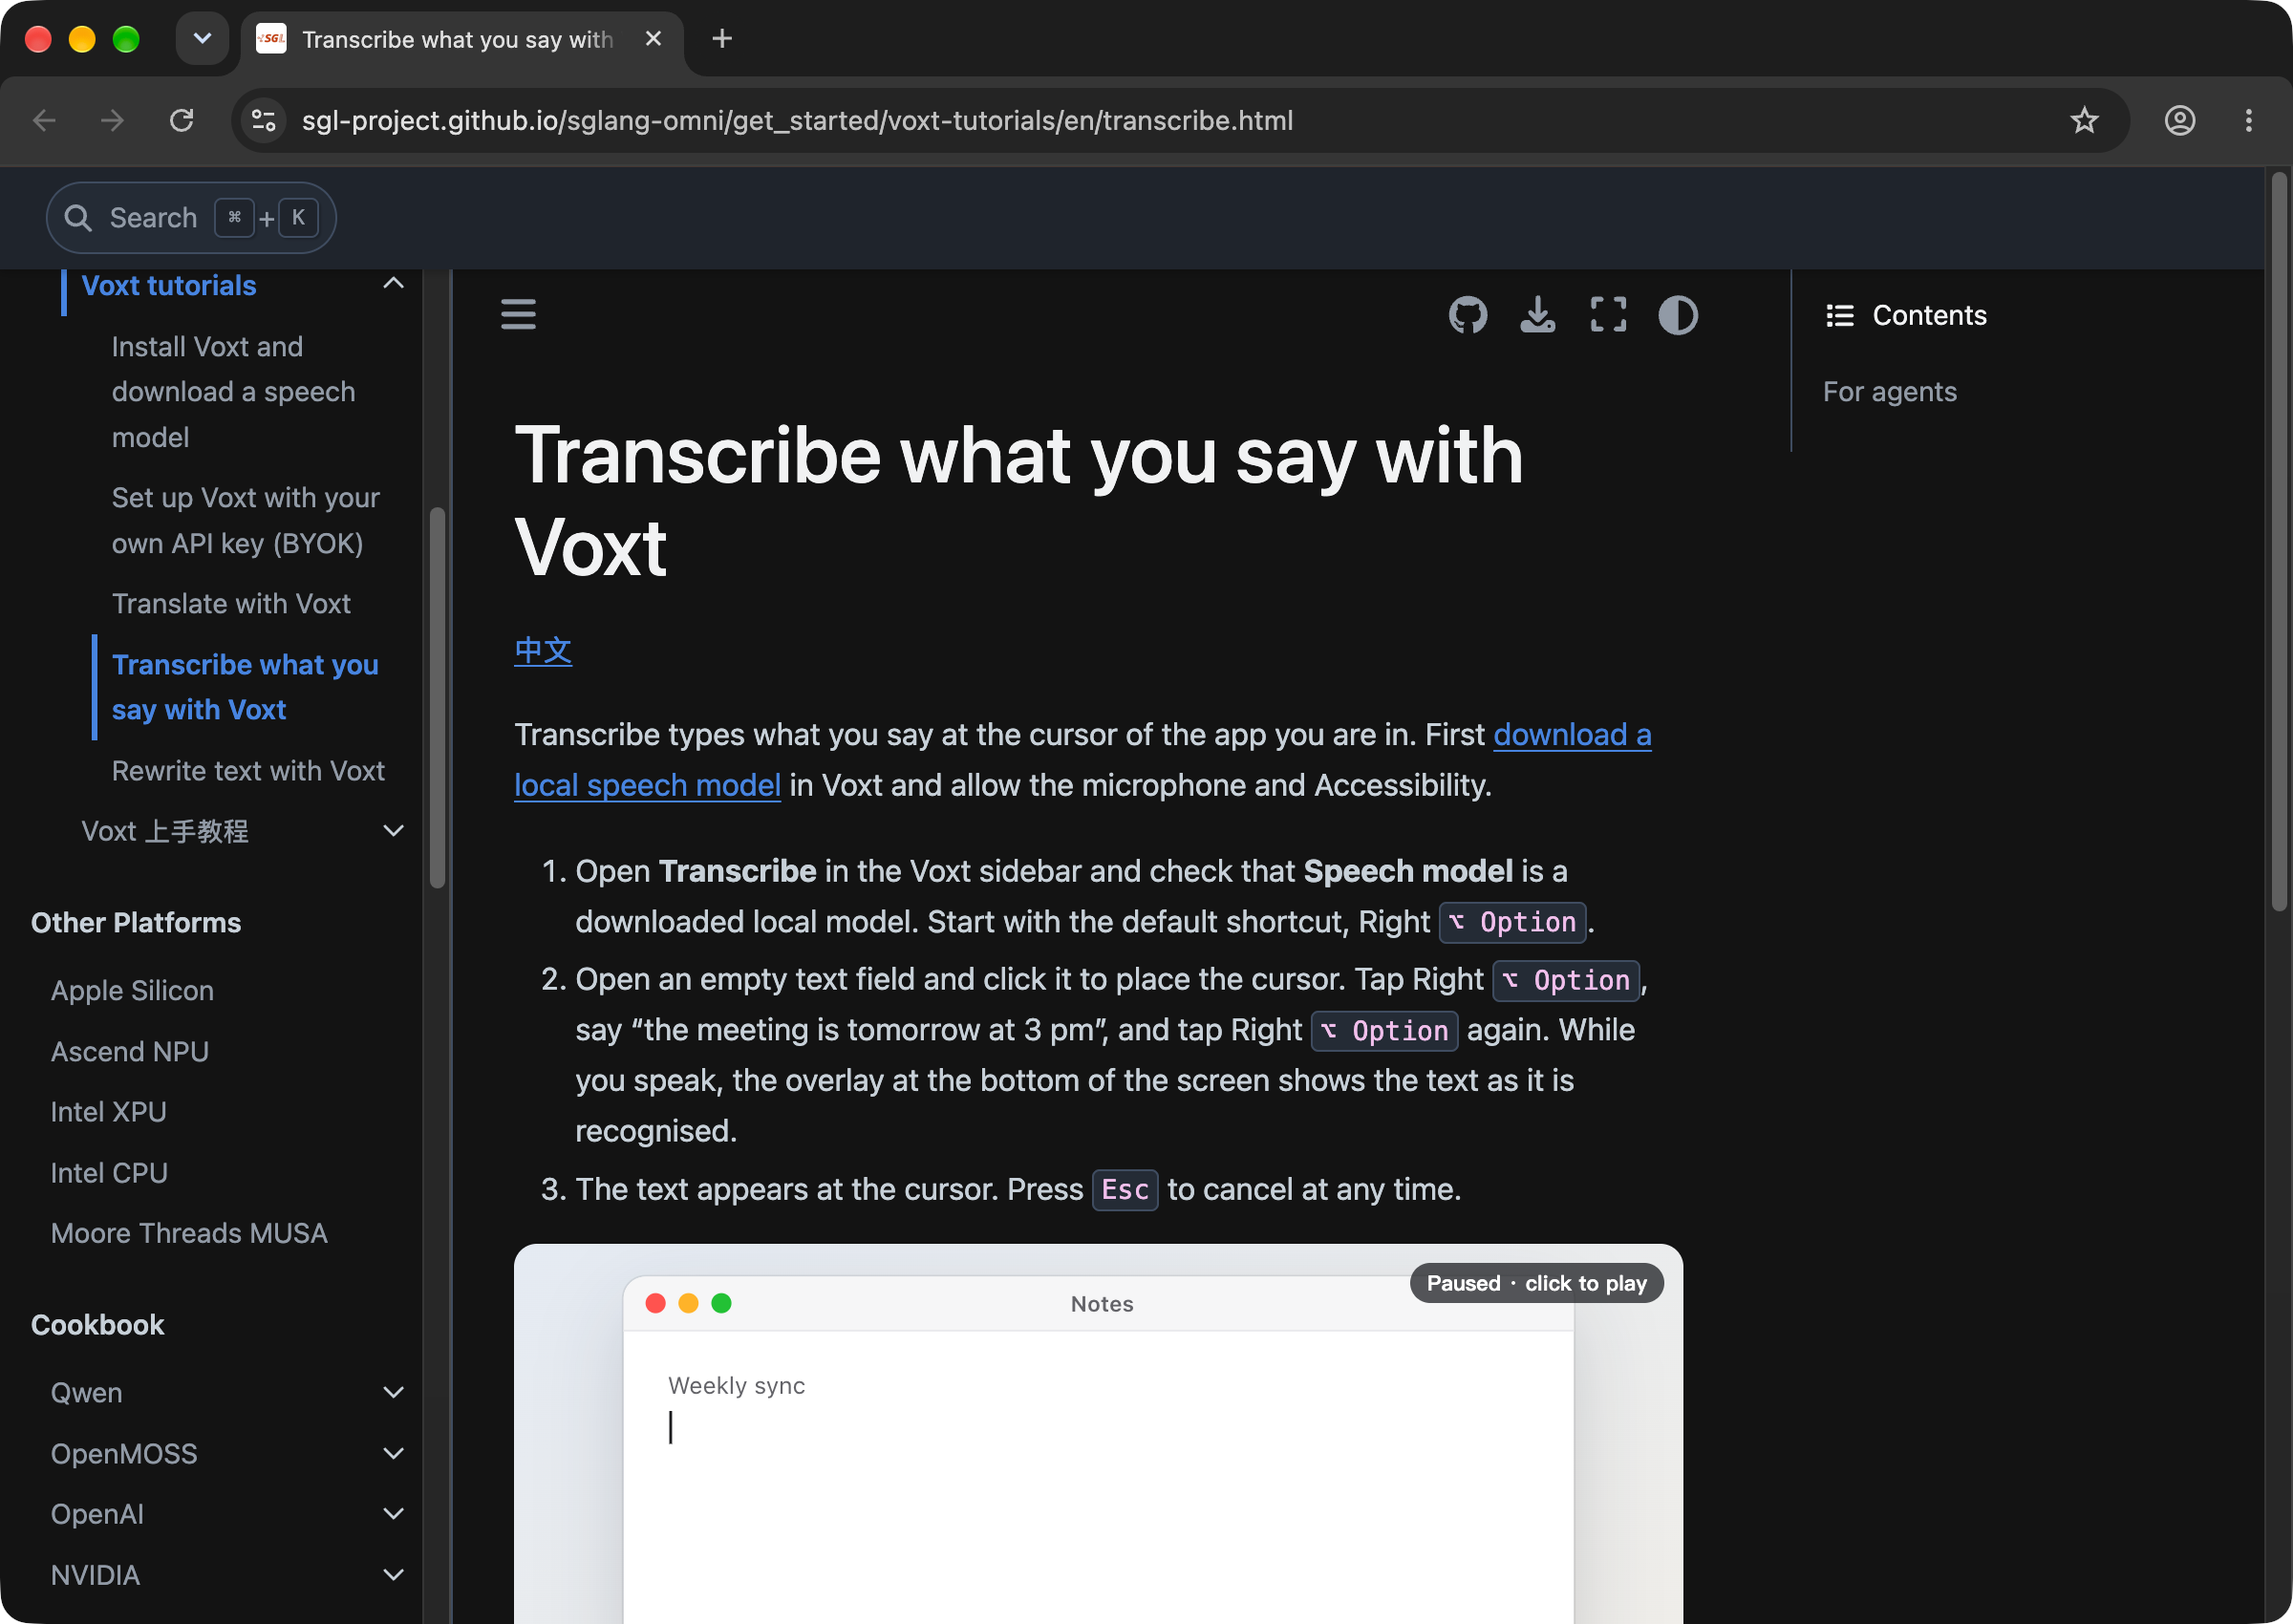 SGL
Transcribe what you say with
sgl-project.github.io/sglang-omni/get_started/voxt-tutorials/en/transcribe.html
Search ⌘ + K
Voxt tutorials
Install Voxt and
download a speech
model
Set up Voxt with your
own API key (BYOK)
Translate with Voxt
Transcribe what you
say with Voxt
Rewrite text with Voxt
Voxt 上手教程
Other Platforms
Apple Silicon
Ascend NPU
Intel XPU
Intel CPU
Moore Threads MUSA
Cookbook
Qwen
OpenMOSS
OpenAI
NVIDIA
Transcribe what you say with
Voxt
中文
Transcribe types what you say at the cursor of the app you are in. First download a
local speech model in Voxt and allow the microphone and Accessibility.
1. Open Transcribe in the Voxt sidebar and check that Speech model is a
downloaded local model. Start with the default shortcut, Right ⌥ Option.
2. Open an empty text field and click it to place the cursor. Tap Right ⌥ Option,
say “the meeting is tomorrow at 3 pm”, and tap Right ⌥ Option again. While
you speak, the overlay at the bottom of the screen shows the text as it is
recognised.
3. The text appears at the cursor. Press Esc to cancel at any time.
Paused · click to play
Notes
Weekly sync
Contents
For agents